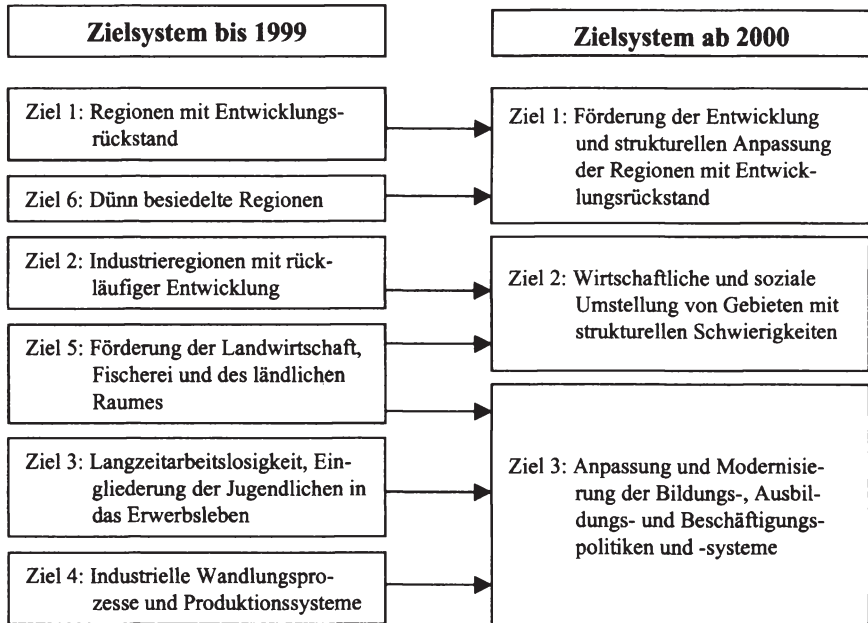 Zielsystem bis 1999
Ziel 1: Regionen mit Entwicklungs-
rückstand
Ziel 6: Dünn besiedelte Regionen
Ziel 2: Industrieregionen mit rück-
läufiger Entwicklung
Ziel 5: Förderung der Landwirtschaft,
Fischerei und des ländlichen
Raumes
Ziel 3: Langzeitarbeitslosigkeit, Ein-
gliederung der Jugendlichen in
das Erwerbsleben
Ziel 4: Industrielle Wandlungspro-
zesse und Produktionssysteme
Zielsystem ab 2000
Ziel 1: Förderung der Entwicklung
und strukturellen Anpassung
der Regionen mit Entwick-
lungsrückstand
Ziel 2: Wirtschaftliche und soziale
Umstellung von Gebieten mit
strukturellen Schwierigkeiten
Ziel 3: Anpassung und Modernisie-
rung der Bildungs-, Ausbil-
dungs- und Beschäftigungs-
politiken und -systeme